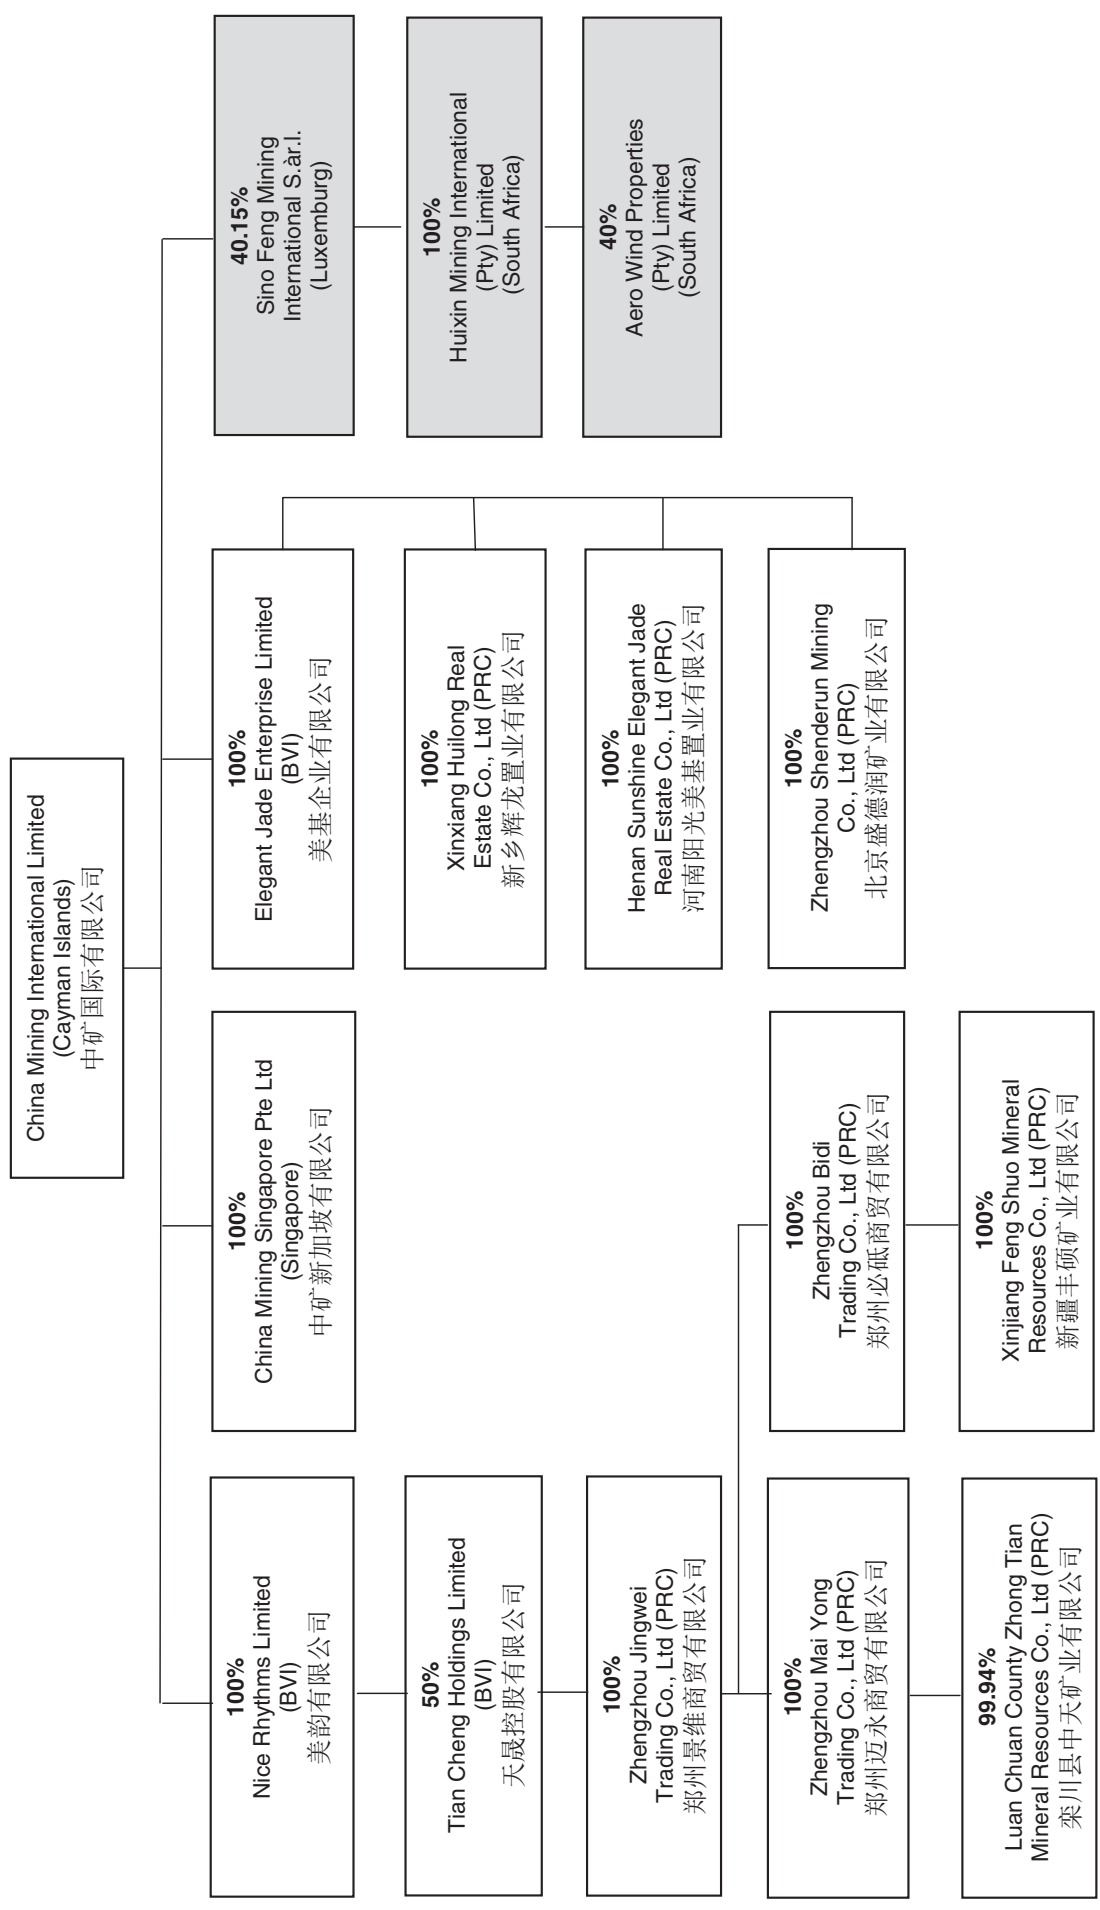 China Mining International Limited
(Cayman Islands)
中矿国际有限公司
100%
Nice Rhythms Limited
(BVI)
美韵有限公司
100%
China Mining Singapore Pte Ltd
(Singapore)
中矿新加坡有限公司
100%
Elegant Jade Enterprise Limited
(BVI)
美基企业有限公司
40.15%
Sino Feng Mining
International S.àr.l.
(Luxemburg)
50%
Tian Cheng Holdings Limited
(BVI)
天晟控股有限公司
100%
Xinxiang Huilong Real
Estate Co., Ltd (PRC)
新乡辉龙置业有限公司
100%
Huixin Mining International
(Pty) Limited
(South Africa)
100%
Zhengzhou Jingwei
Trading Co., Ltd (PRC)
郑州景维商贸有限公司
100%
Henan Sunshine Elegant Jade
Real Estate Co., Ltd (PRC)
河南阳光美基置业有限公司
40%
Aero Wind Properties
(Pty) Limited
(South Africa)
100%
Zhengzhou Mai Yong
Trading Co., Ltd (PRC)
郑州迈永商贸有限公司
100%
Zhengzhou Bidi
Trading Co., Ltd (PRC)
郑州必砥商贸有限公司
100%
Zhengzhou Shenderun Mining
Co., Ltd (PRC)
北京盛德润矿业有限公司
99.94%
Luan Chuan County Zhong Tian
Mineral Resources Co., Ltd (PRC)
栾川县中天矿业有限公司
100%
Xinjiang Feng Shuo Mineral
Resources Co., Ltd (PRC)
新疆丰硕矿业有限公司